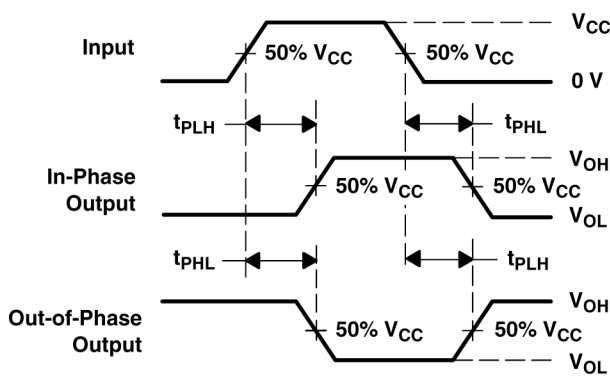 V_CC
Input
50% V_CC
50% V_CC
0 V
t_PLH
t_PHL
V_OH
In-Phase
Output
50% V_CC
50% V_CC
V_OL
t_PHL
t_PLH
V_OH
Out-of-Phase
Output
50% V_CC
50% V_CC
V_OL